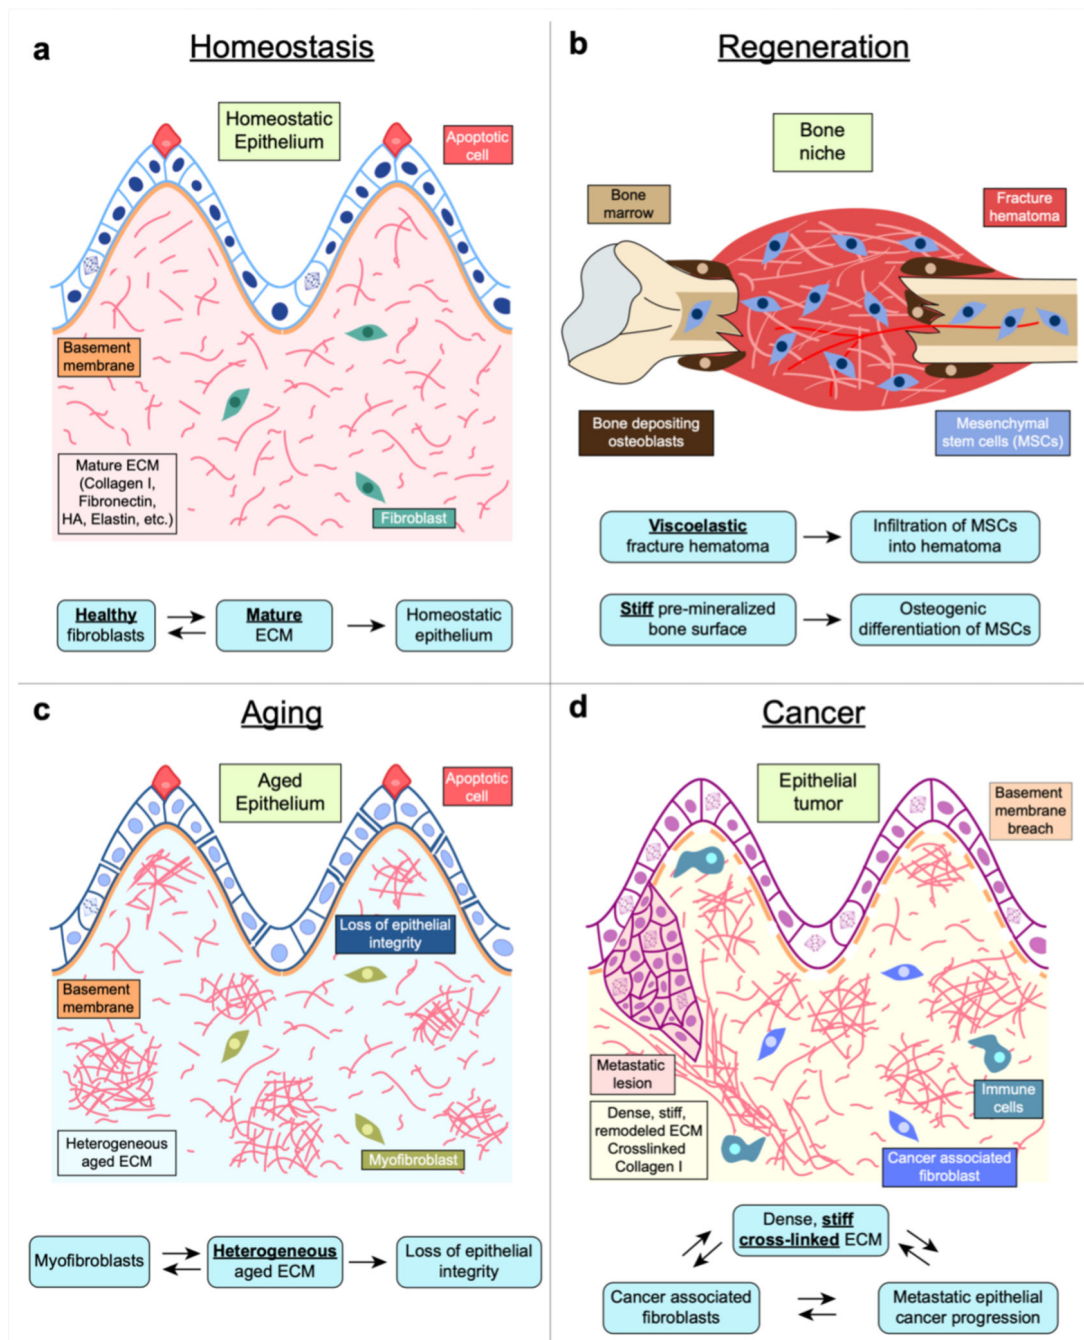 a
Homeostasis
Homeostatic
Epithelium
Apoptotic
cell
Basement
membrane
Mature ECM
(Collagen I,
Fibronectin,
HA, Elastin, etc.)
Fibroblast
Healthy
fibroblasts
Mature
ECM
Homeostatic
epithelium
b
Regeneration
Bone
niche
Bone
marrow
Fracture
hematoma
Bone depositing
osteoblasts
Mesenchymal
stem cells (MSCs)
Viscoelastic
fracture hematoma
Infiltration of MSCs
into hematoma
Stiff pre-mineralized
bone surface
Osteogenic
differentiation of MSCs
c
Aging
Aged
Epithelium
Apoptotic
cell
Loss of epithelial
integrity
Basement
membrane
Heterogeneous
aged ECM
Myofibroblast
Myofibroblasts
Heterogeneous
aged ECM
Loss of epithelial
integrity
d
Cancer
Epithelial
tumor
Basement
membrane
breach
Metastatic
lesion
Dense, stiff,
remodeled ECM
Crosslinked
Collagen I
Immune
cells
Cancer associated
fibroblast
Dense, stiff
cross-linked ECM
Cancer associated
fibroblasts
Metastatic epithelial
cancer progression